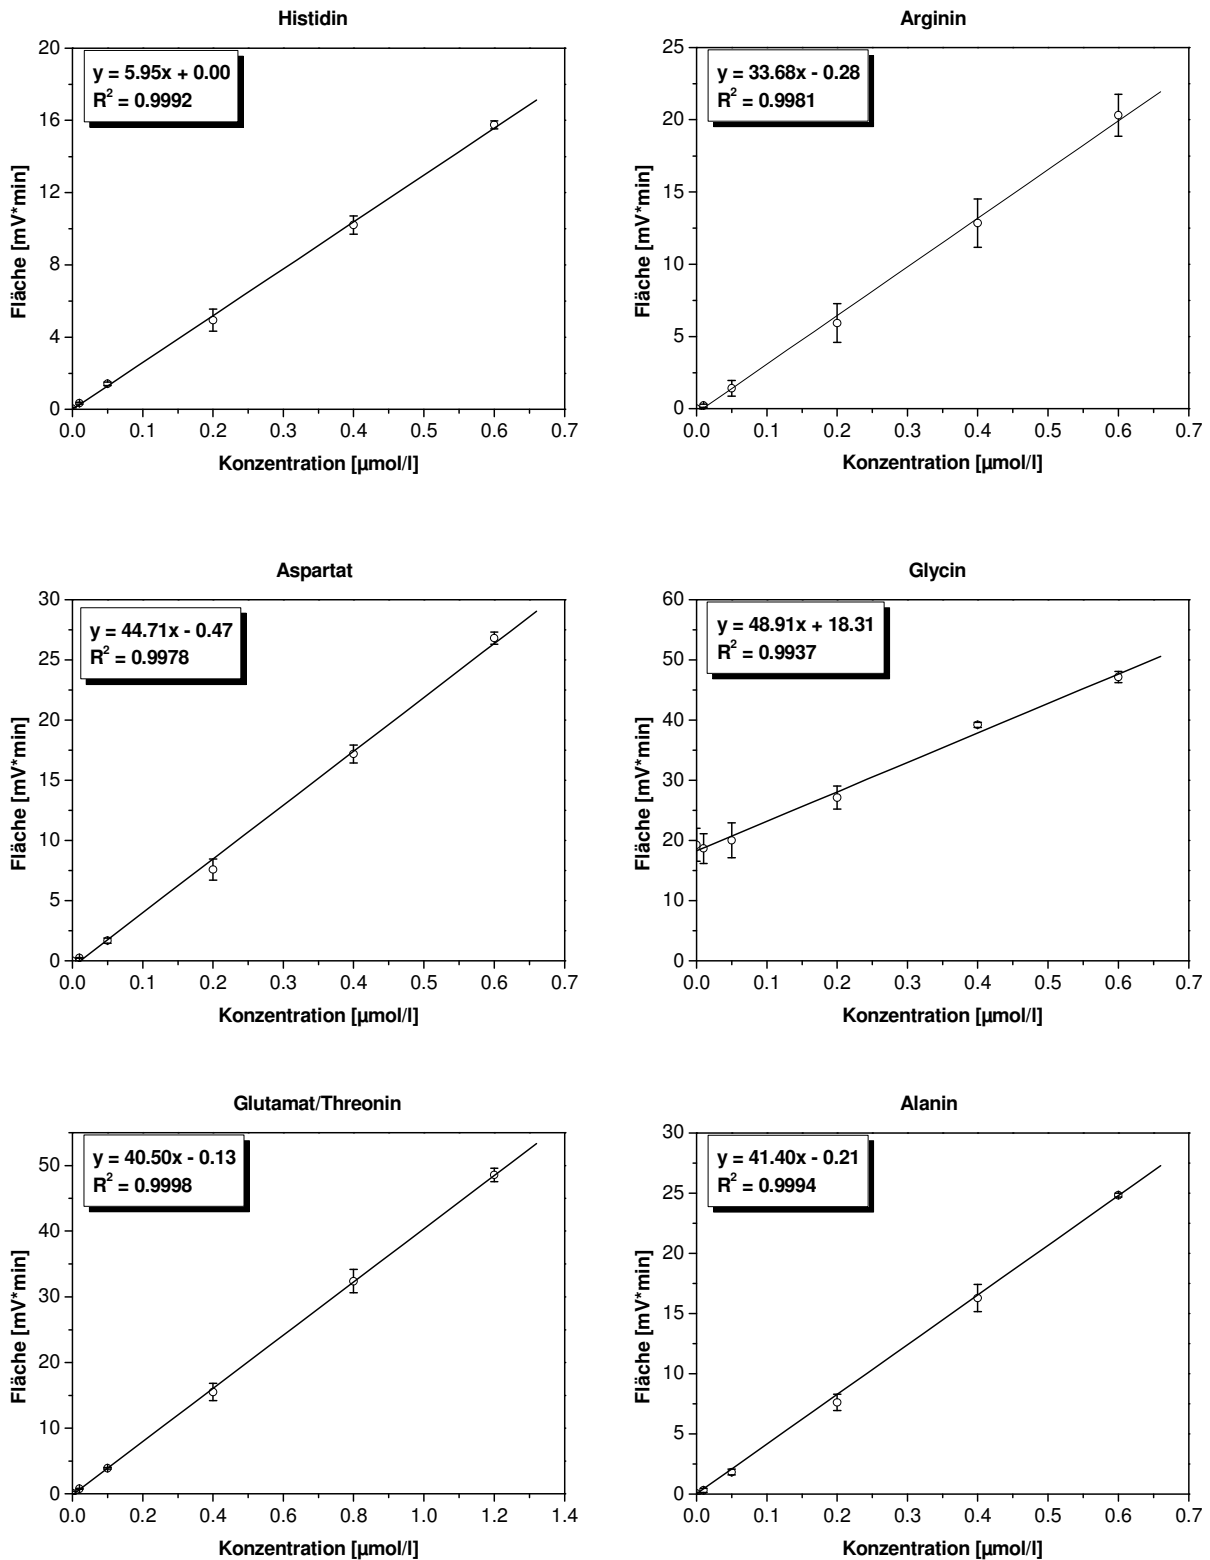 Histidin
y = 5.95x + 0.00
R² = 0.9992
20
16
12
8
4
0
Fläche [mV*min]
0.0 0.1 0.2 0.3 0.4 0.5 0.6 0.7
Konzentration [µmol/l]
Arginin
y = 33.68x - 0.28
R² = 0.9981
25
20
15
10
5
0
Fläche [mV*min]
0.0 0.1 0.2 0.3 0.4 0.5 0.6 0.7
Konzentration [µmol/l]
Aspartat
y = 44.71x - 0.47
R² = 0.9978
30
25
20
15
10
5
0
Fläche [mV*min]
0.0 0.1 0.2 0.3 0.4 0.5 0.6 0.7
Konzentration [µmol/l]
Glycin
y = 48.91x + 18.31
R² = 0.9937
60
50
40
30
20
10
0
Fläche [mV*min]
0.0 0.1 0.2 0.3 0.4 0.5 0.6 0.7
Konzentration [µmol/l]
Glutamat/Threonin
y = 40.50x - 0.13
R² = 0.9998
50
40
30
20
10
0
Fläche [mV*min]
0.0 0.2 0.4 0.6 0.8 1.0 1.2 1.4
Konzentration [µmol/l]
Alanin
y = 41.40x - 0.21
R² = 0.9994
30
25
20
15
10
5
0
Fläche [mV*min]
0.0 0.1 0.2 0.3 0.4 0.5 0.6 0.7
Konzentration [µmol/l]